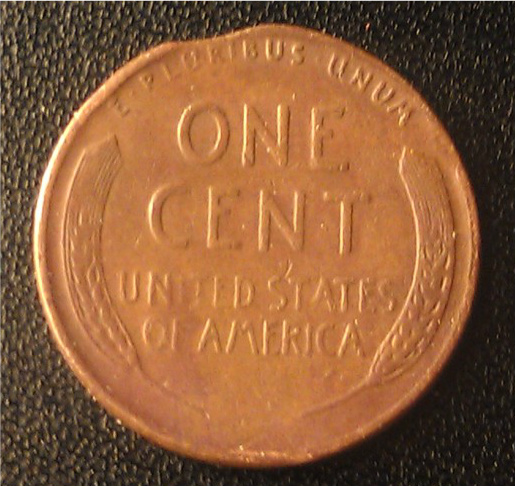 E PLURIBUS UNUM
ONE
CENT
UNITED STATES
OF AMERICA